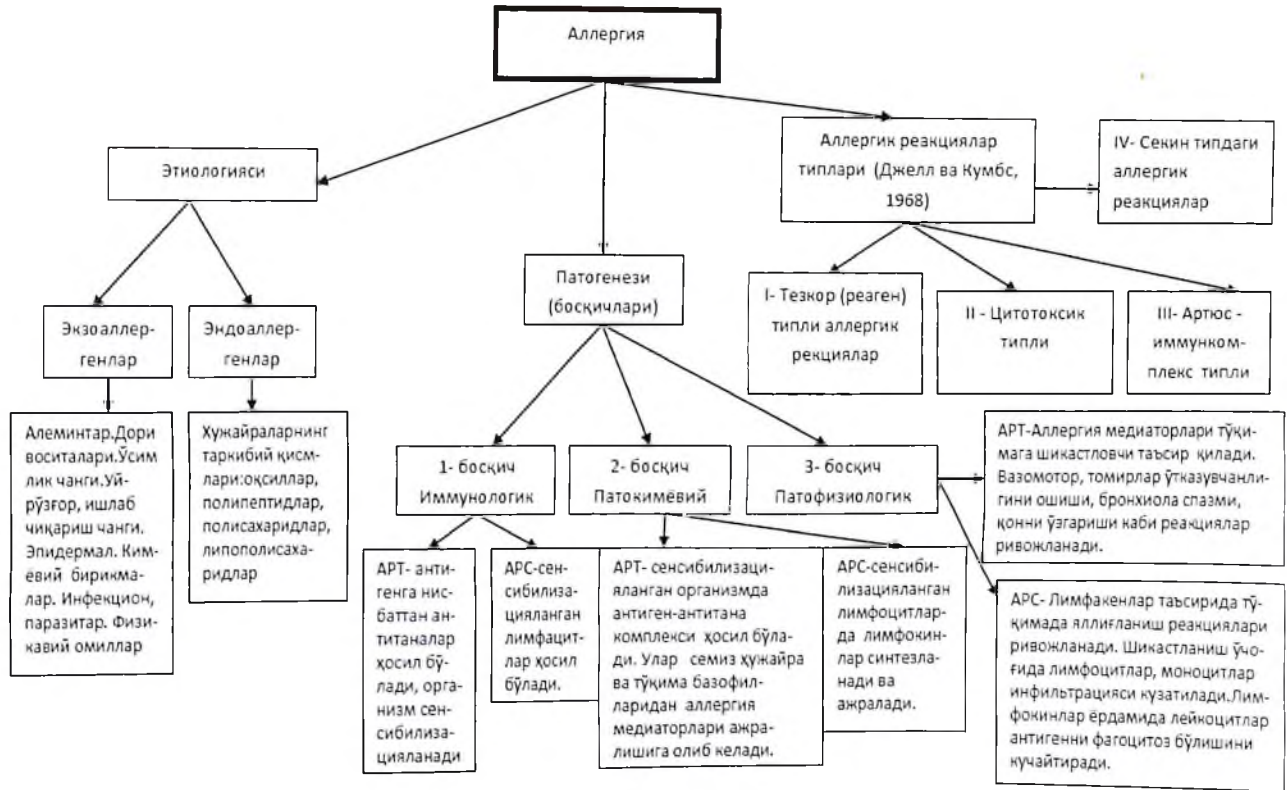 Аллергия
Этиологияси
Аллергик реакциялар
типлари (Джелл ва Кумбс,
1968)
IV- Секин типдаги
аллергик
реакциялар
Патогенези
(босқичлари)
I- Тезкор (реаген)
типли аллергик
рекциялар
II - Цитотоксик
типли
III- Артюс -
иммунком-
плекс типли
Экзоаллер-
генлар
Эндоаллер-
генлар
Алеминтар.Дори
воситалари.Ўсим
лик чанги.Уй-
рўзғор, ишлаб
чиқариш чанги.
Эпидермал. Ким-
ёвий бирикма-
лар. Инфекцион,
паразитар. Физи-
кавий омиллар
Хужайраларнинг
таркибий қисм-
лари:оқсиллар,
полипептидлар,
полисахаридлар,
липополисаха-
ридлар
1- босқич
Иммунологик
2- босқич
Патокимёвий
3- босқич
Патофизиологик
АРТ- анти-
генга нис-
баттан ан-
титаналар
ҳосил бў-
лади, орга-
низм сен-
сибилиза-
цияланади
АРС-сен-
сибилиза-
цияланган
лимфацит-
лар ҳосил
бўлади.
АРТ- сенсибилизаци-
яланган организмда
антиген-антитана
комплекси ҳосил бўла-
ди. Улар семиз ҳужайра
ва тўқима базофил-
ларидан аллергия
медиаторлари ажра-
лишига олиб келади.
АРС-сенсиби-
лизацияланган
лимфоцитлар-
да лимфокин-
лар синтезла-
нади ва
ажралади.
АРТ-Аллергия медиаторлари тўқи-
мага шикастловчи таъсир қилади.
Вазомотор, томирлар ўтказувчанли-
гини ошиши, бронхиола спазми,
қонни ўзгариши каби реакциялар
ривожланади.
АРС- Лимфакенлар таъсирида тў-
қимада яллиғланиш реакциялари
ривожланади. Шикастланиш ўчо-
ғида лимфоцитлар, моноцитлар
инфильтрацияси кузатилади.Лим-
фокинлар ёрдамида лейкоцитлар
антигенни фагоцитоз бўлишини
кучайтиради.